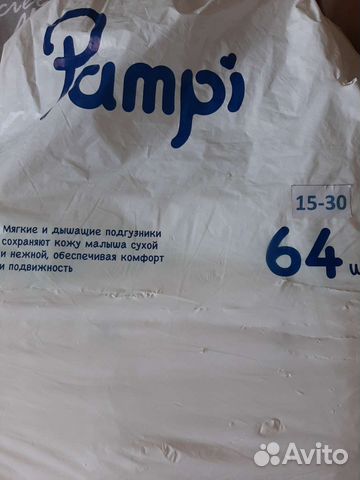 Pampi
15-30
Мягкие и дышащие подгузники
сохраняют кожу малыша сухой
и нежной, обеспечивая комфорт
и подвижность
64
Avito